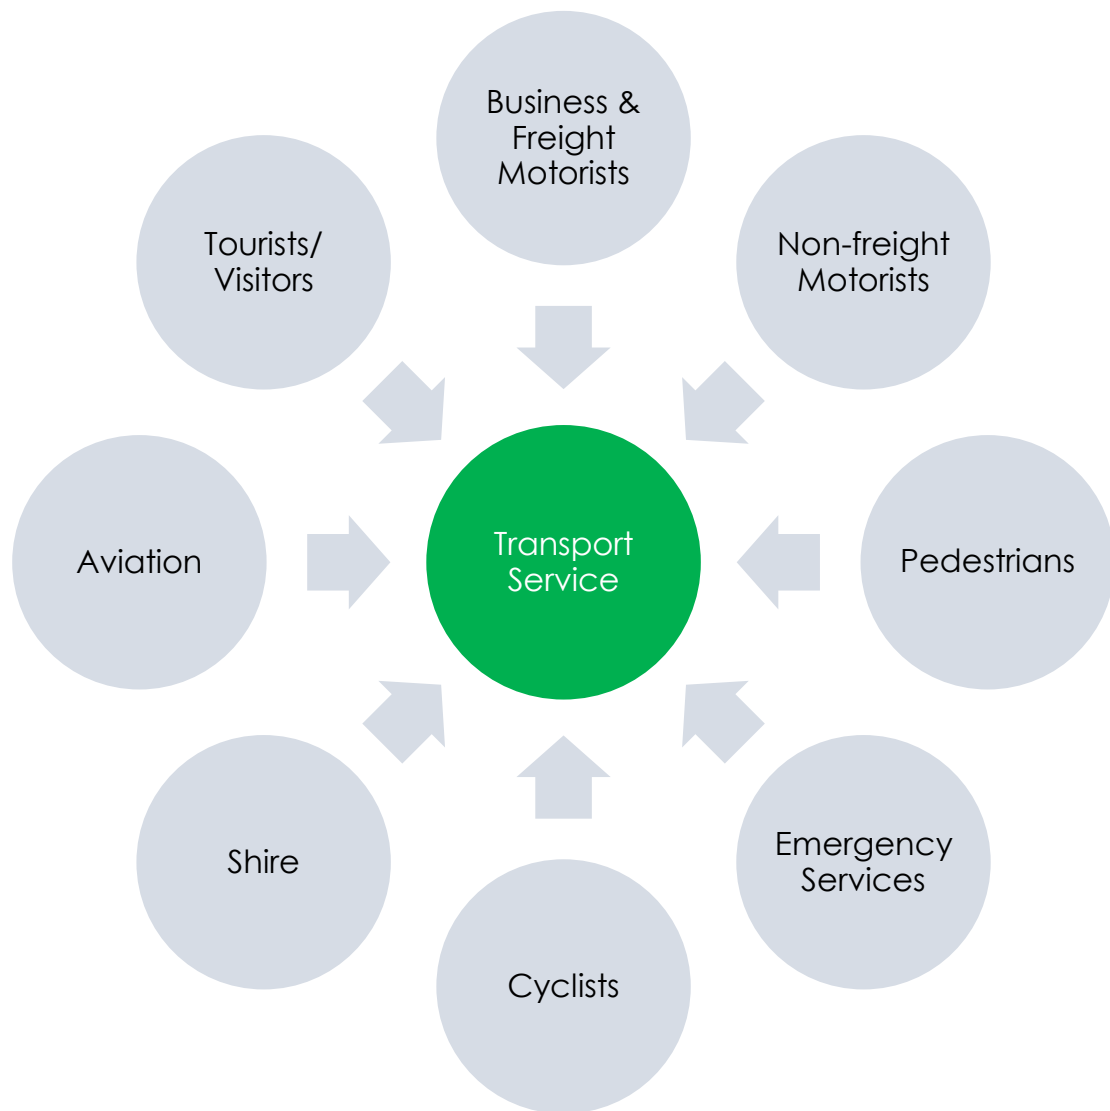 Business &
Freight
Motorists
Tourists/
Visitors
Non-freight
Motorists
Aviation
Transport
Service
Pedestrians
Shire
Emergency
Services
Cyclists